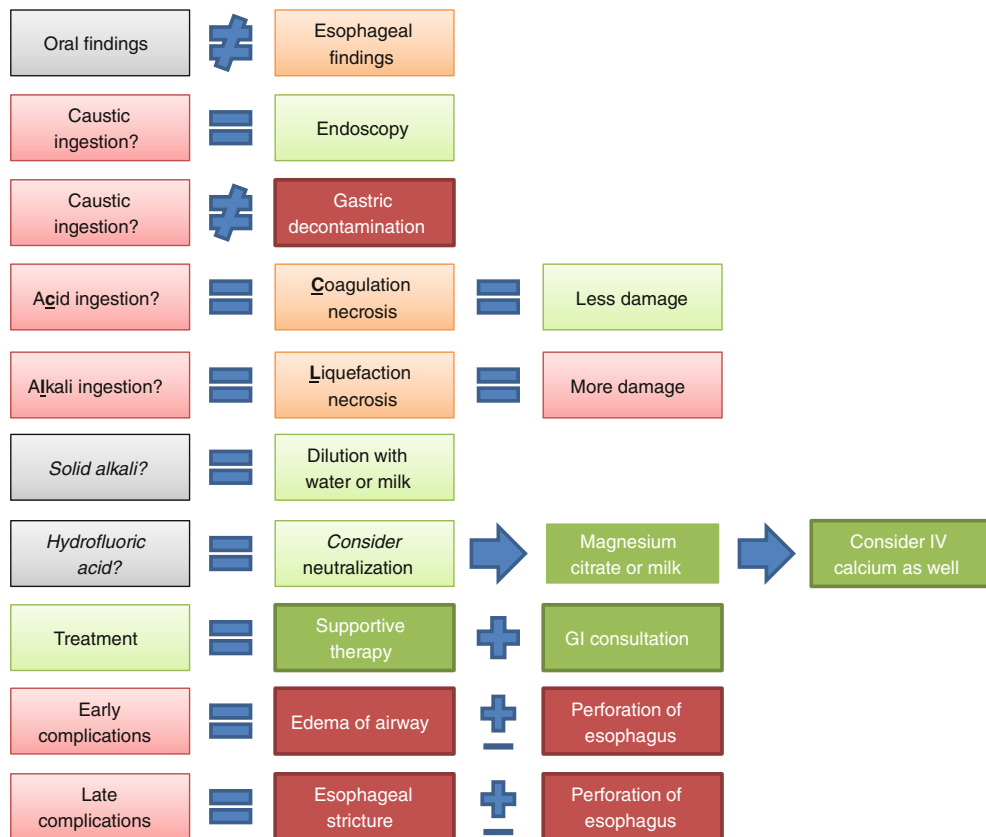 Oral findings
Esophageal
findings
Caustic
ingestion?
Endoscopy
Caustic
ingestion?
Gastric
decontamination
Acid ingestion?
Coagulation
necrosis
Less damage
Alkali ingestion?
Liquefaction
necrosis
More damage
Solid alkali?
Dilution with
water or milk
Hydrofluoric
acid?
Consider
neutralization
Magnesium
citrate or milk
Consider IV
calcium as well
Treatment
Supportive
therapy
GI consultation
Early
complications
Edema of airway
Perforation of
esophagus
Late
complications
Esophageal
stricture
Perforation of
esophagus